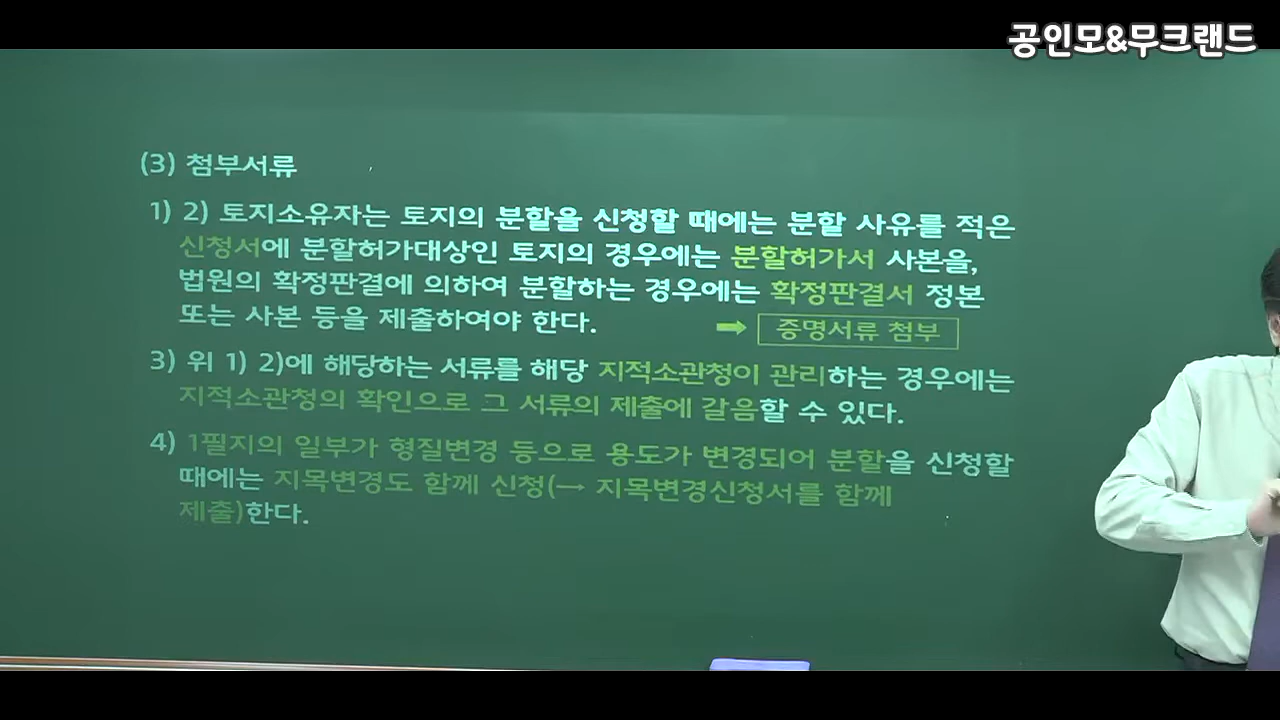 공인모&무크랜드
(3) 첨부서류
1) 2) 토지소유자는 토지의 분할을 신청할 때에는 분할 사유를 적은
신청서에 분할허가대상인 토지의 경우에는 분할허가서 사본을,
법원의 확정판결에 의하여 분할하는 경우에는 확정판결서 정본
또는 사본 등을 제출하여야 한다.
➡ 증명서류 첨부
3) 위 1) 2)에 해당하는 서류를 해당 지적소관청이 관리하는 경우에는
지적소관청의 확인으로 그 서류의 제출에 갈음할 수 있다.
4) 1필지의 일부가 형질변경 등으로 용도가 변경되어 분할을 신청할
때에는 지목변경도 함께 신청(→ 지목변경신청서를 함께
제출)한다.